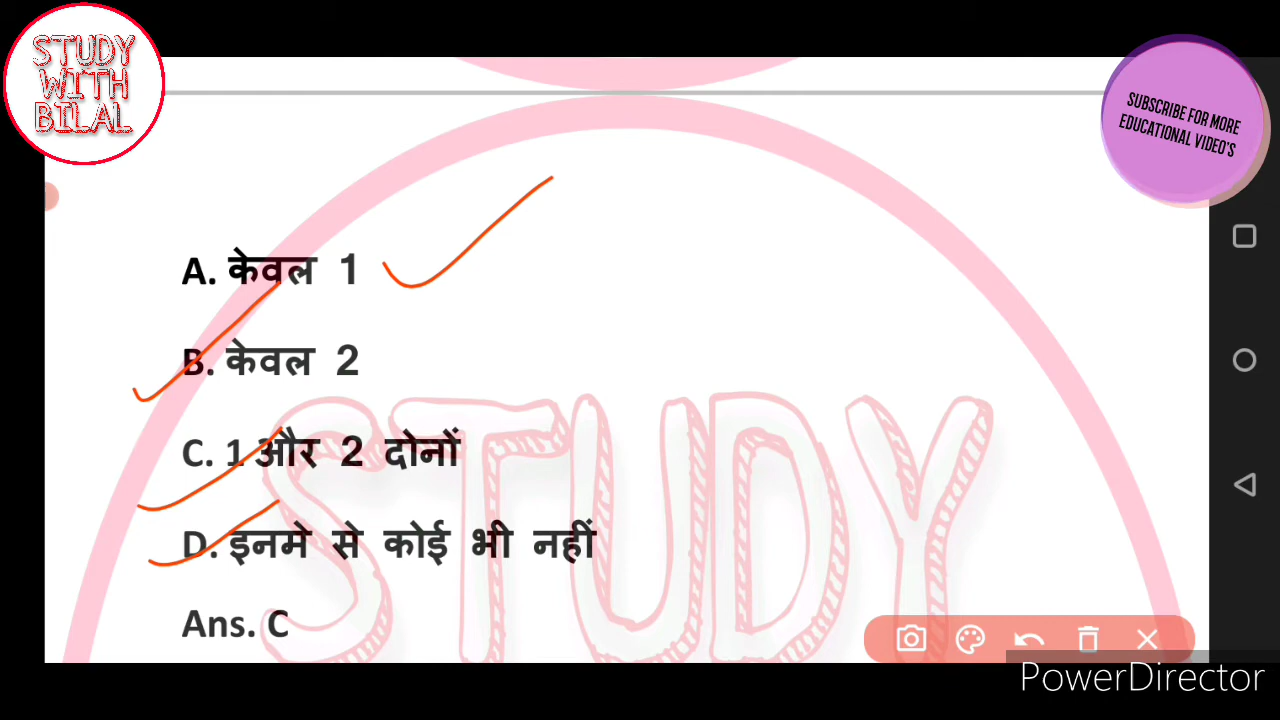 STUDY
WITH
BILAL
SUBSCRIBE FOR MORE
EDUCATIONAL VIDEO'S
A. केवल 1
B. केवल 2
C. 1 और 2 दोनों
D. इनमे से कोई भी नहीं
Ans. C
STUDY
PowerDirector